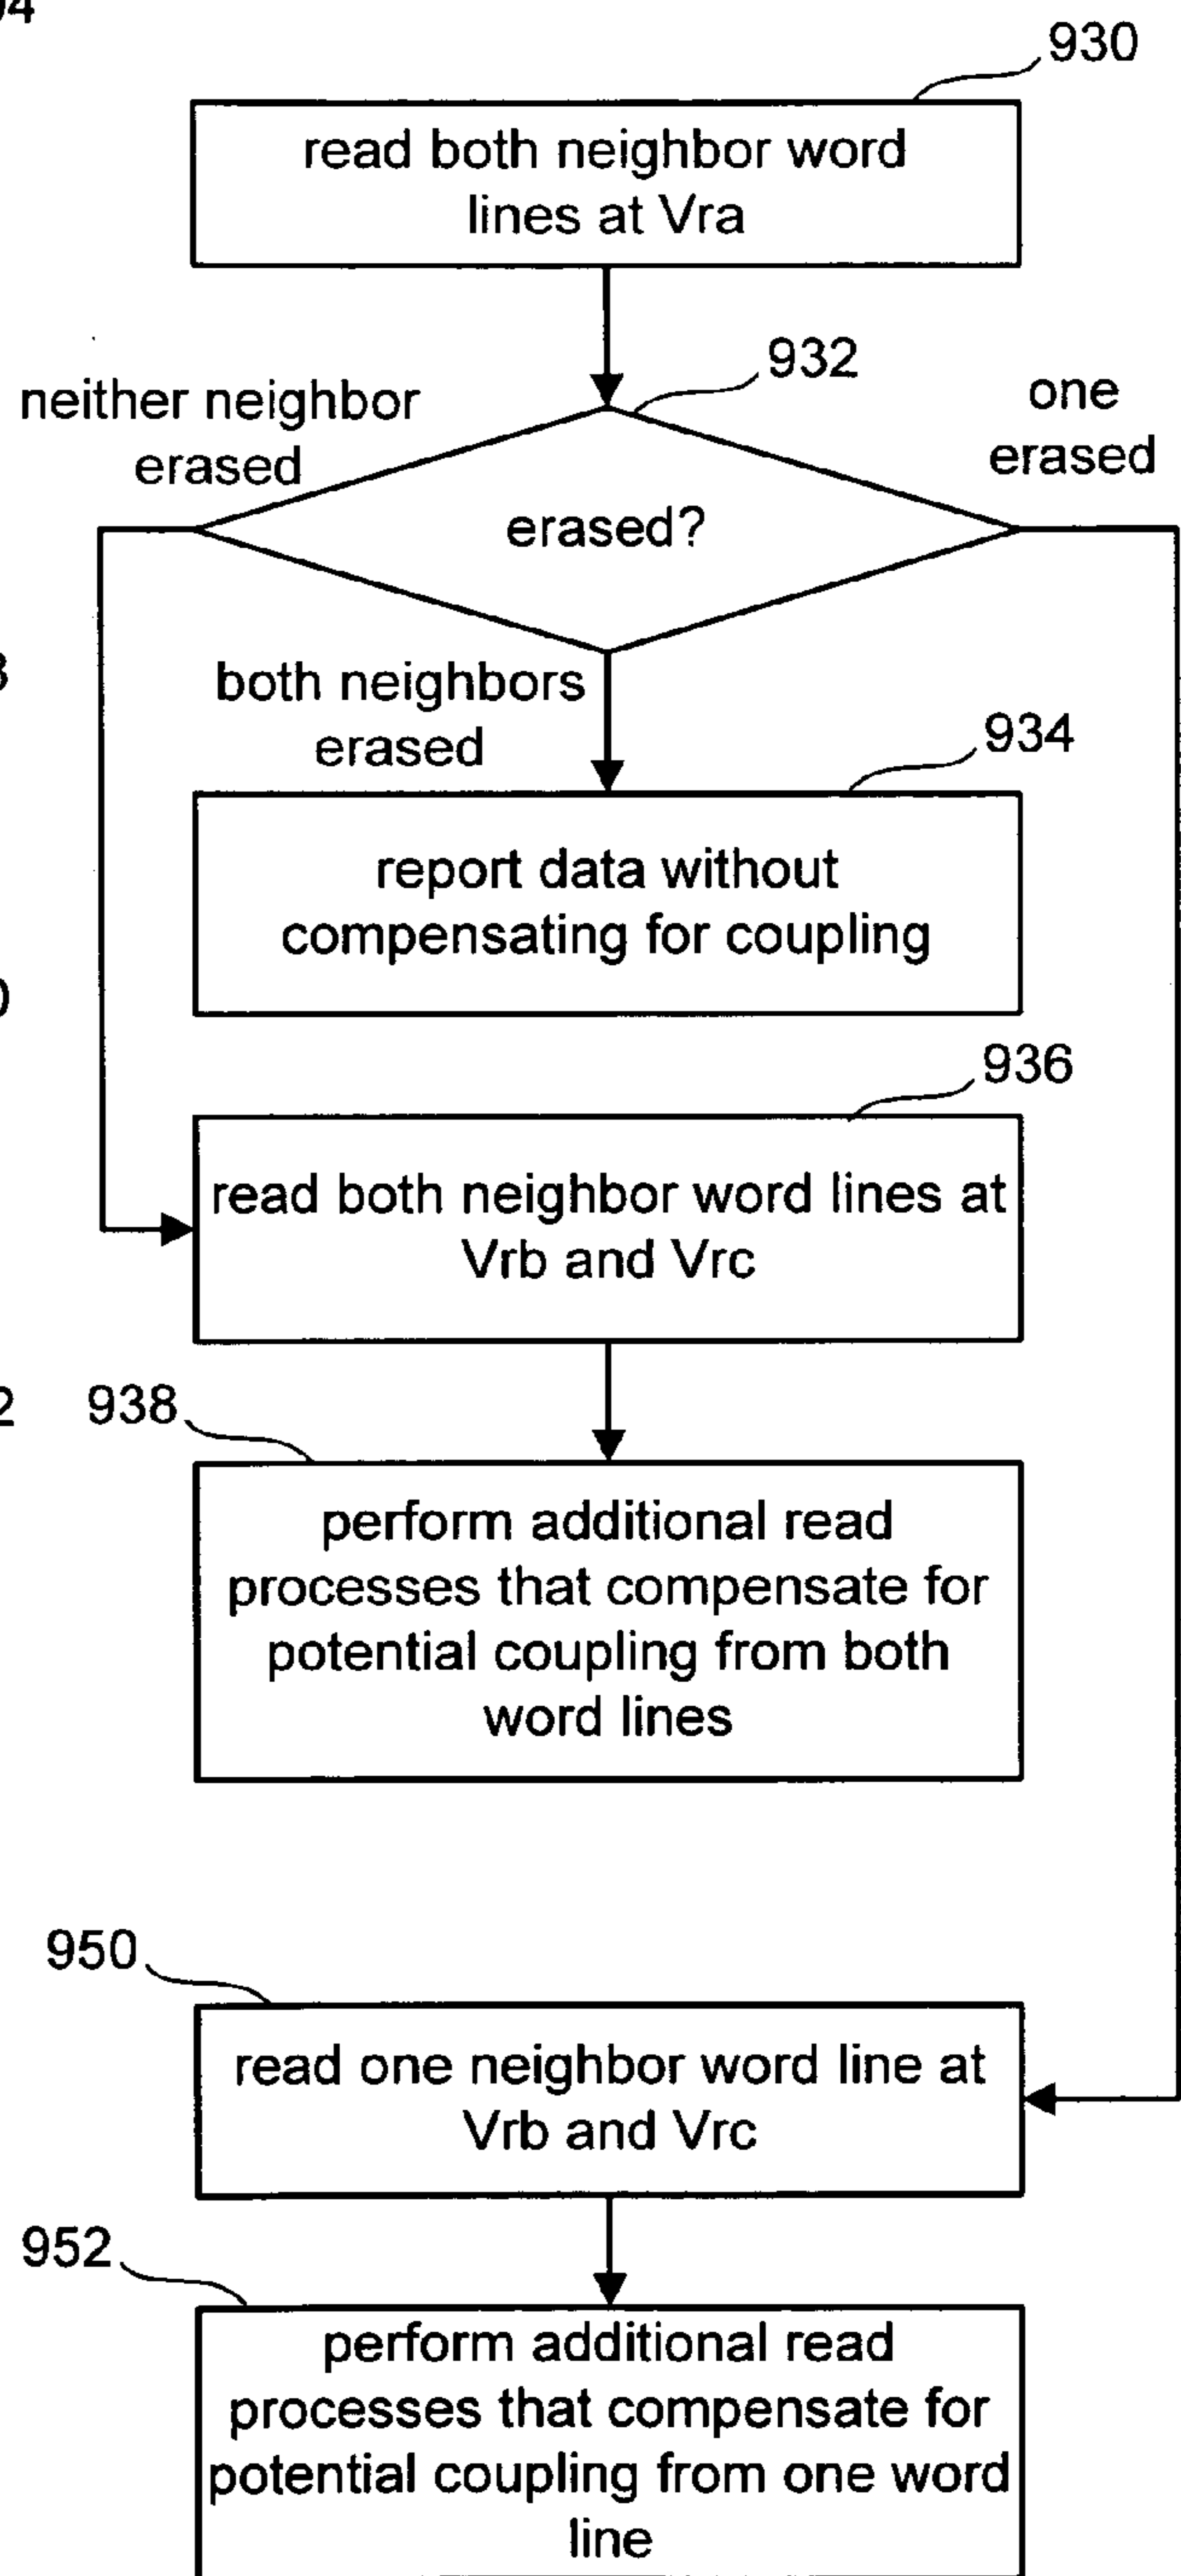 04
930
read both neighbor word
lines at Vra
932
neither neighbor
erased
one
erased
erased?
both neighbors
erased
934
report data without
compensating for coupling
936
read both neighbor word lines at
Vrb and Vrc
2
938
perform additional read
processes that compensate for
potential coupling from both
word lines
950
read one neighbor word line at
Vrb and Vrc
952
perform additional read
processes that compensate for
potential coupling from one word
line